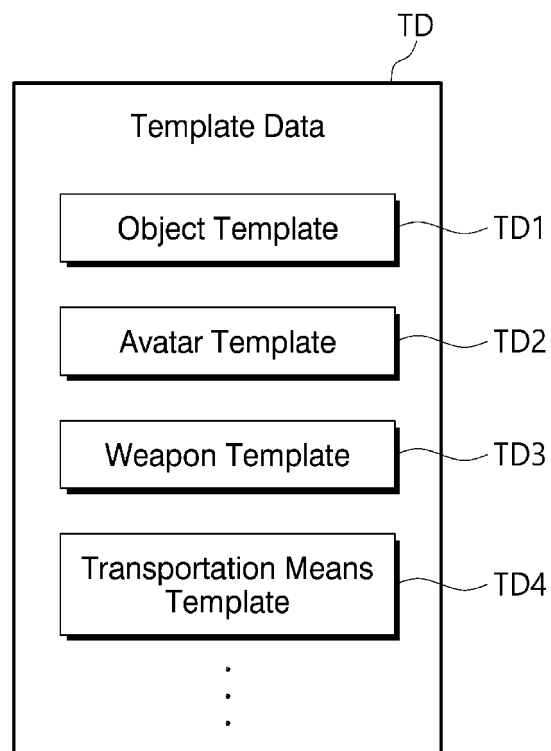 TD
Template Data
Object Template
TD1
Avatar Template
TD2
Weapon Template
TD3
Transportation Means
Template
TD4